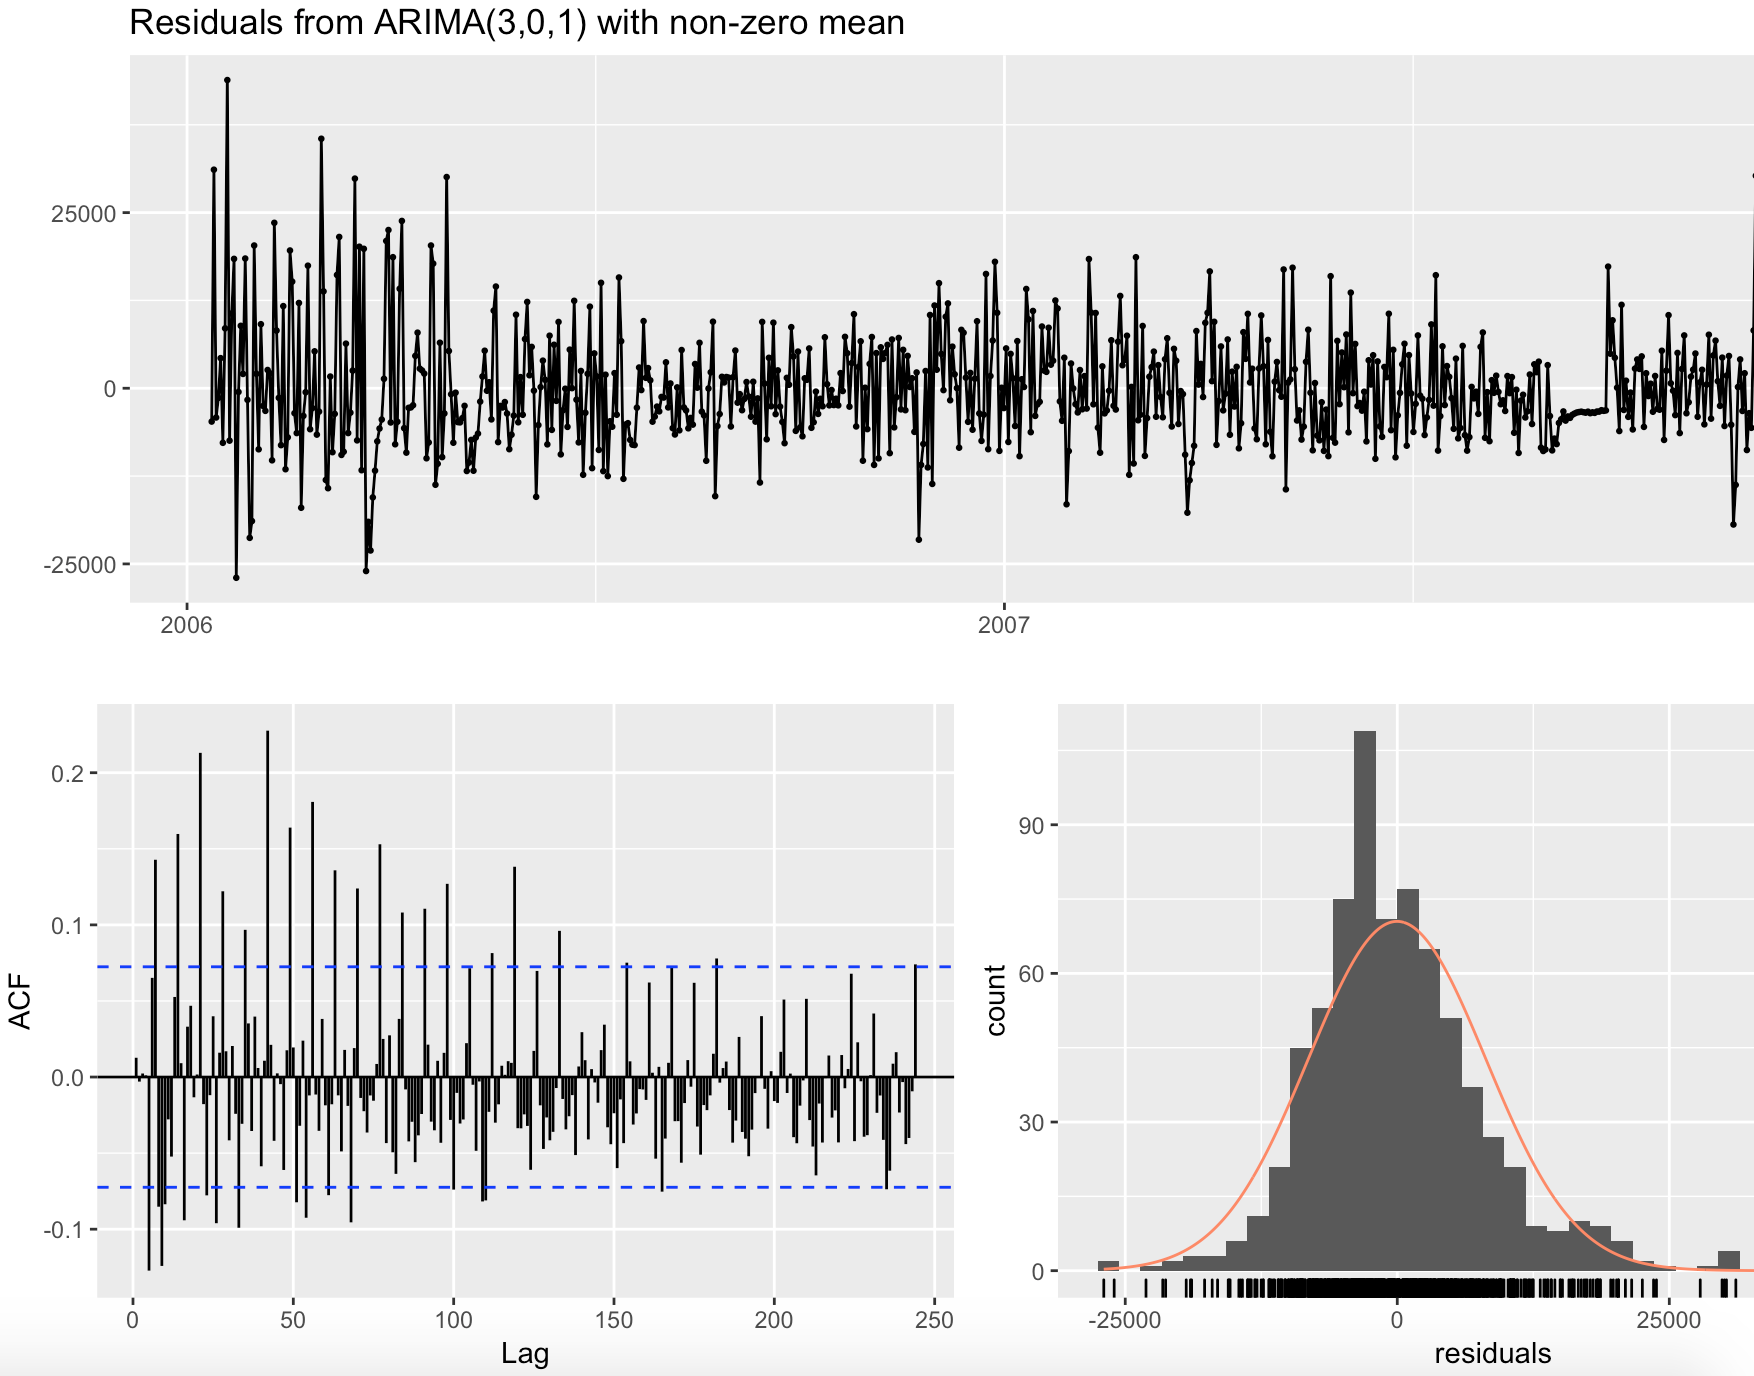 Residuals from ARIMA(3,0,1) with non-zero mean
25000
0
-25000
2006 2007
ACF
0.2
0.1
0.0
-0.1
0 50 100 150 200 250
Lag
count
90
60
30
0
-25000 0 25000
residuals